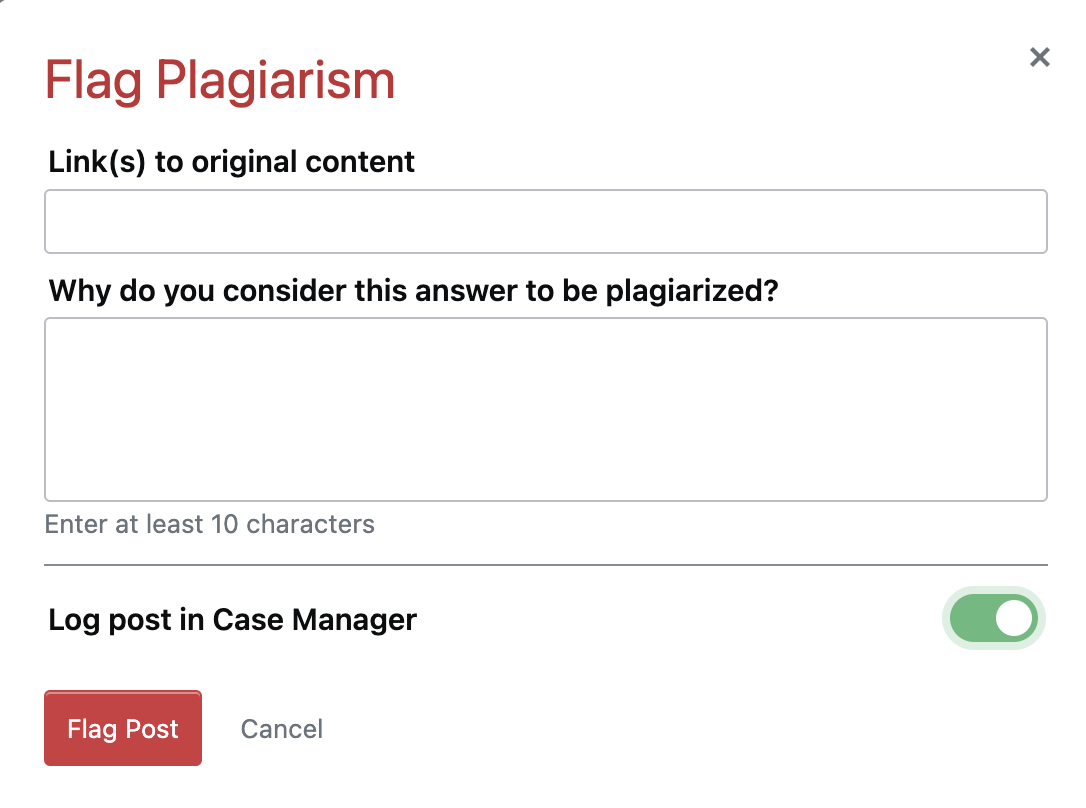 Flag Plagiarism
Link(s) to original content
Why do you consider this answer to be plagiarized?
Enter at least 10 characters
Log post in Case Manager
Flag Post
Cancel